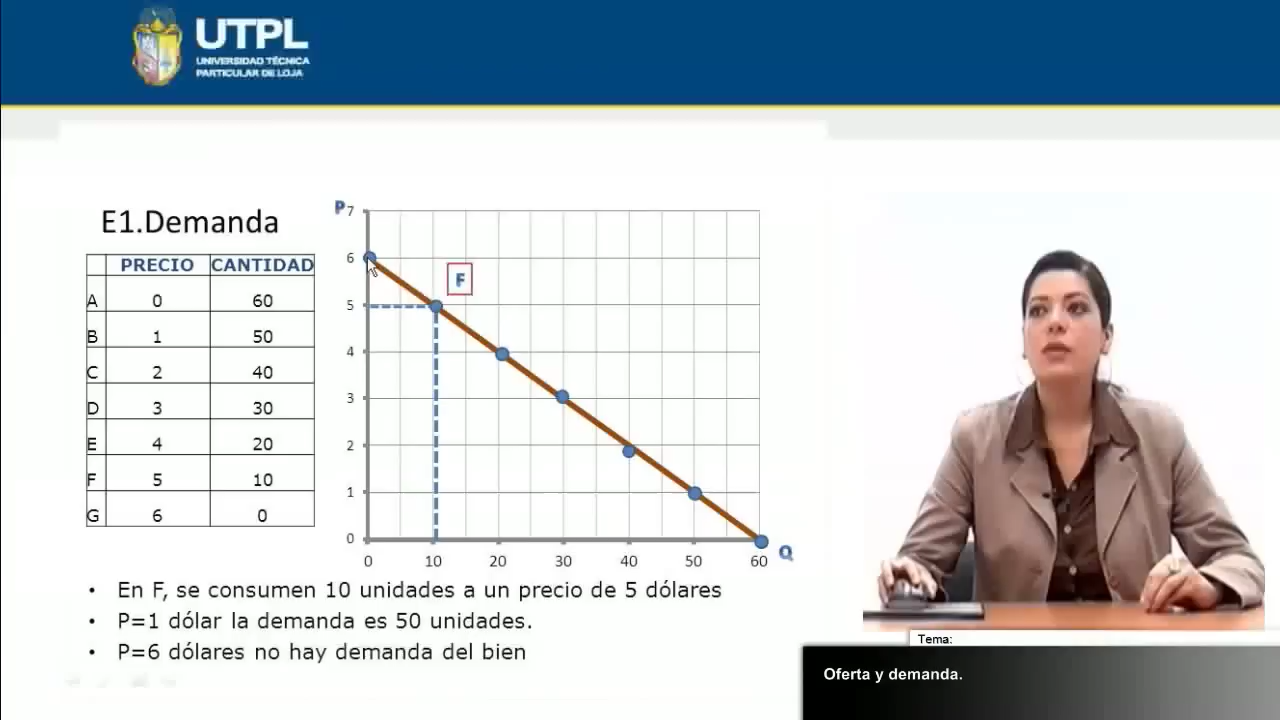 UTPL
UNIVERSIDAD TÉCNICA
PARTICULAR DE LOJA
E1.Demanda
PRECIO CANTIDAD
A 0 60
B 1 50
C 2 40
D 3 30
E 4 20
F 5 10
G 6 0
P
7
6
5
4
3
2
1
0
F
0 10 20 30 40 50 60
Q
• En F, se consumen 10 unidades a un precio de 5 dólares
• P=1 dólar la demanda es 50 unidades.
• P=6 dólares no hay demanda del bien
Tema:
Oferta y demanda.